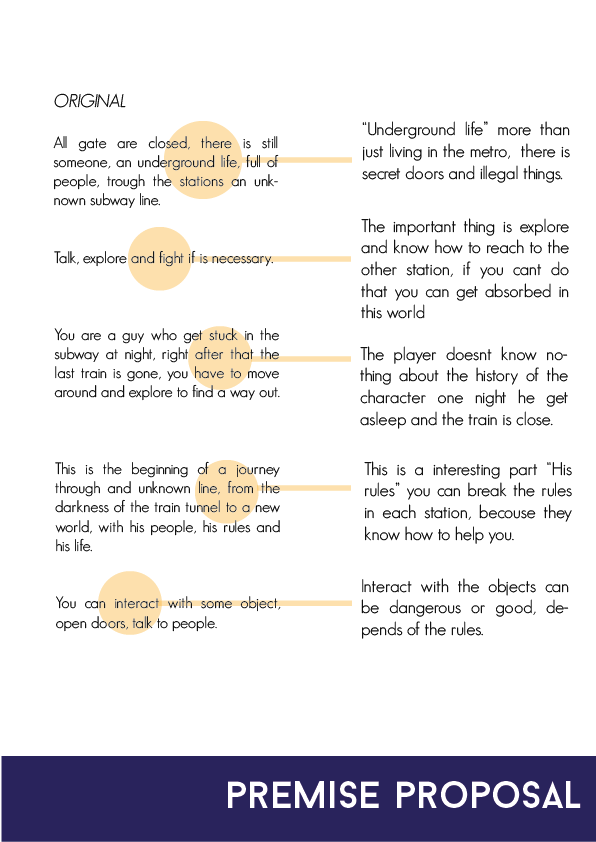 ORIGINAL
All gate are closed, there is still
someone, an underground life, full of
people, trough the stations an unk-
nown subway line.
"Underground life" more than
just living in the metro, there is
secret doors and illegal things.
Talk, explore and fight if is necessary.
The important thing is explore
and know how to reach to the
other station, if you cant do
that you can get absorbed in
this world
You are a guy who get stuck in the
subway at night, right after that the
last train is gone, you have to move
around and explore to find a way out.
The player doesnt know no-
thing about the history of the
character one night he get
asleep and the train is close.
This is the beginning of a journey
through and unknown line, from the
darkness of the train tunnel to a new
world, with his people, his rules and
his life.
This is a interesting part "His
rules" you can break the rules
in each station, becouse they
know how to help you.
You can interact with some object,
open doors, talk to people.
Interact with the objects can
be dangerous or good, de-
pends of the rules.
PREMISE PROPOSAL